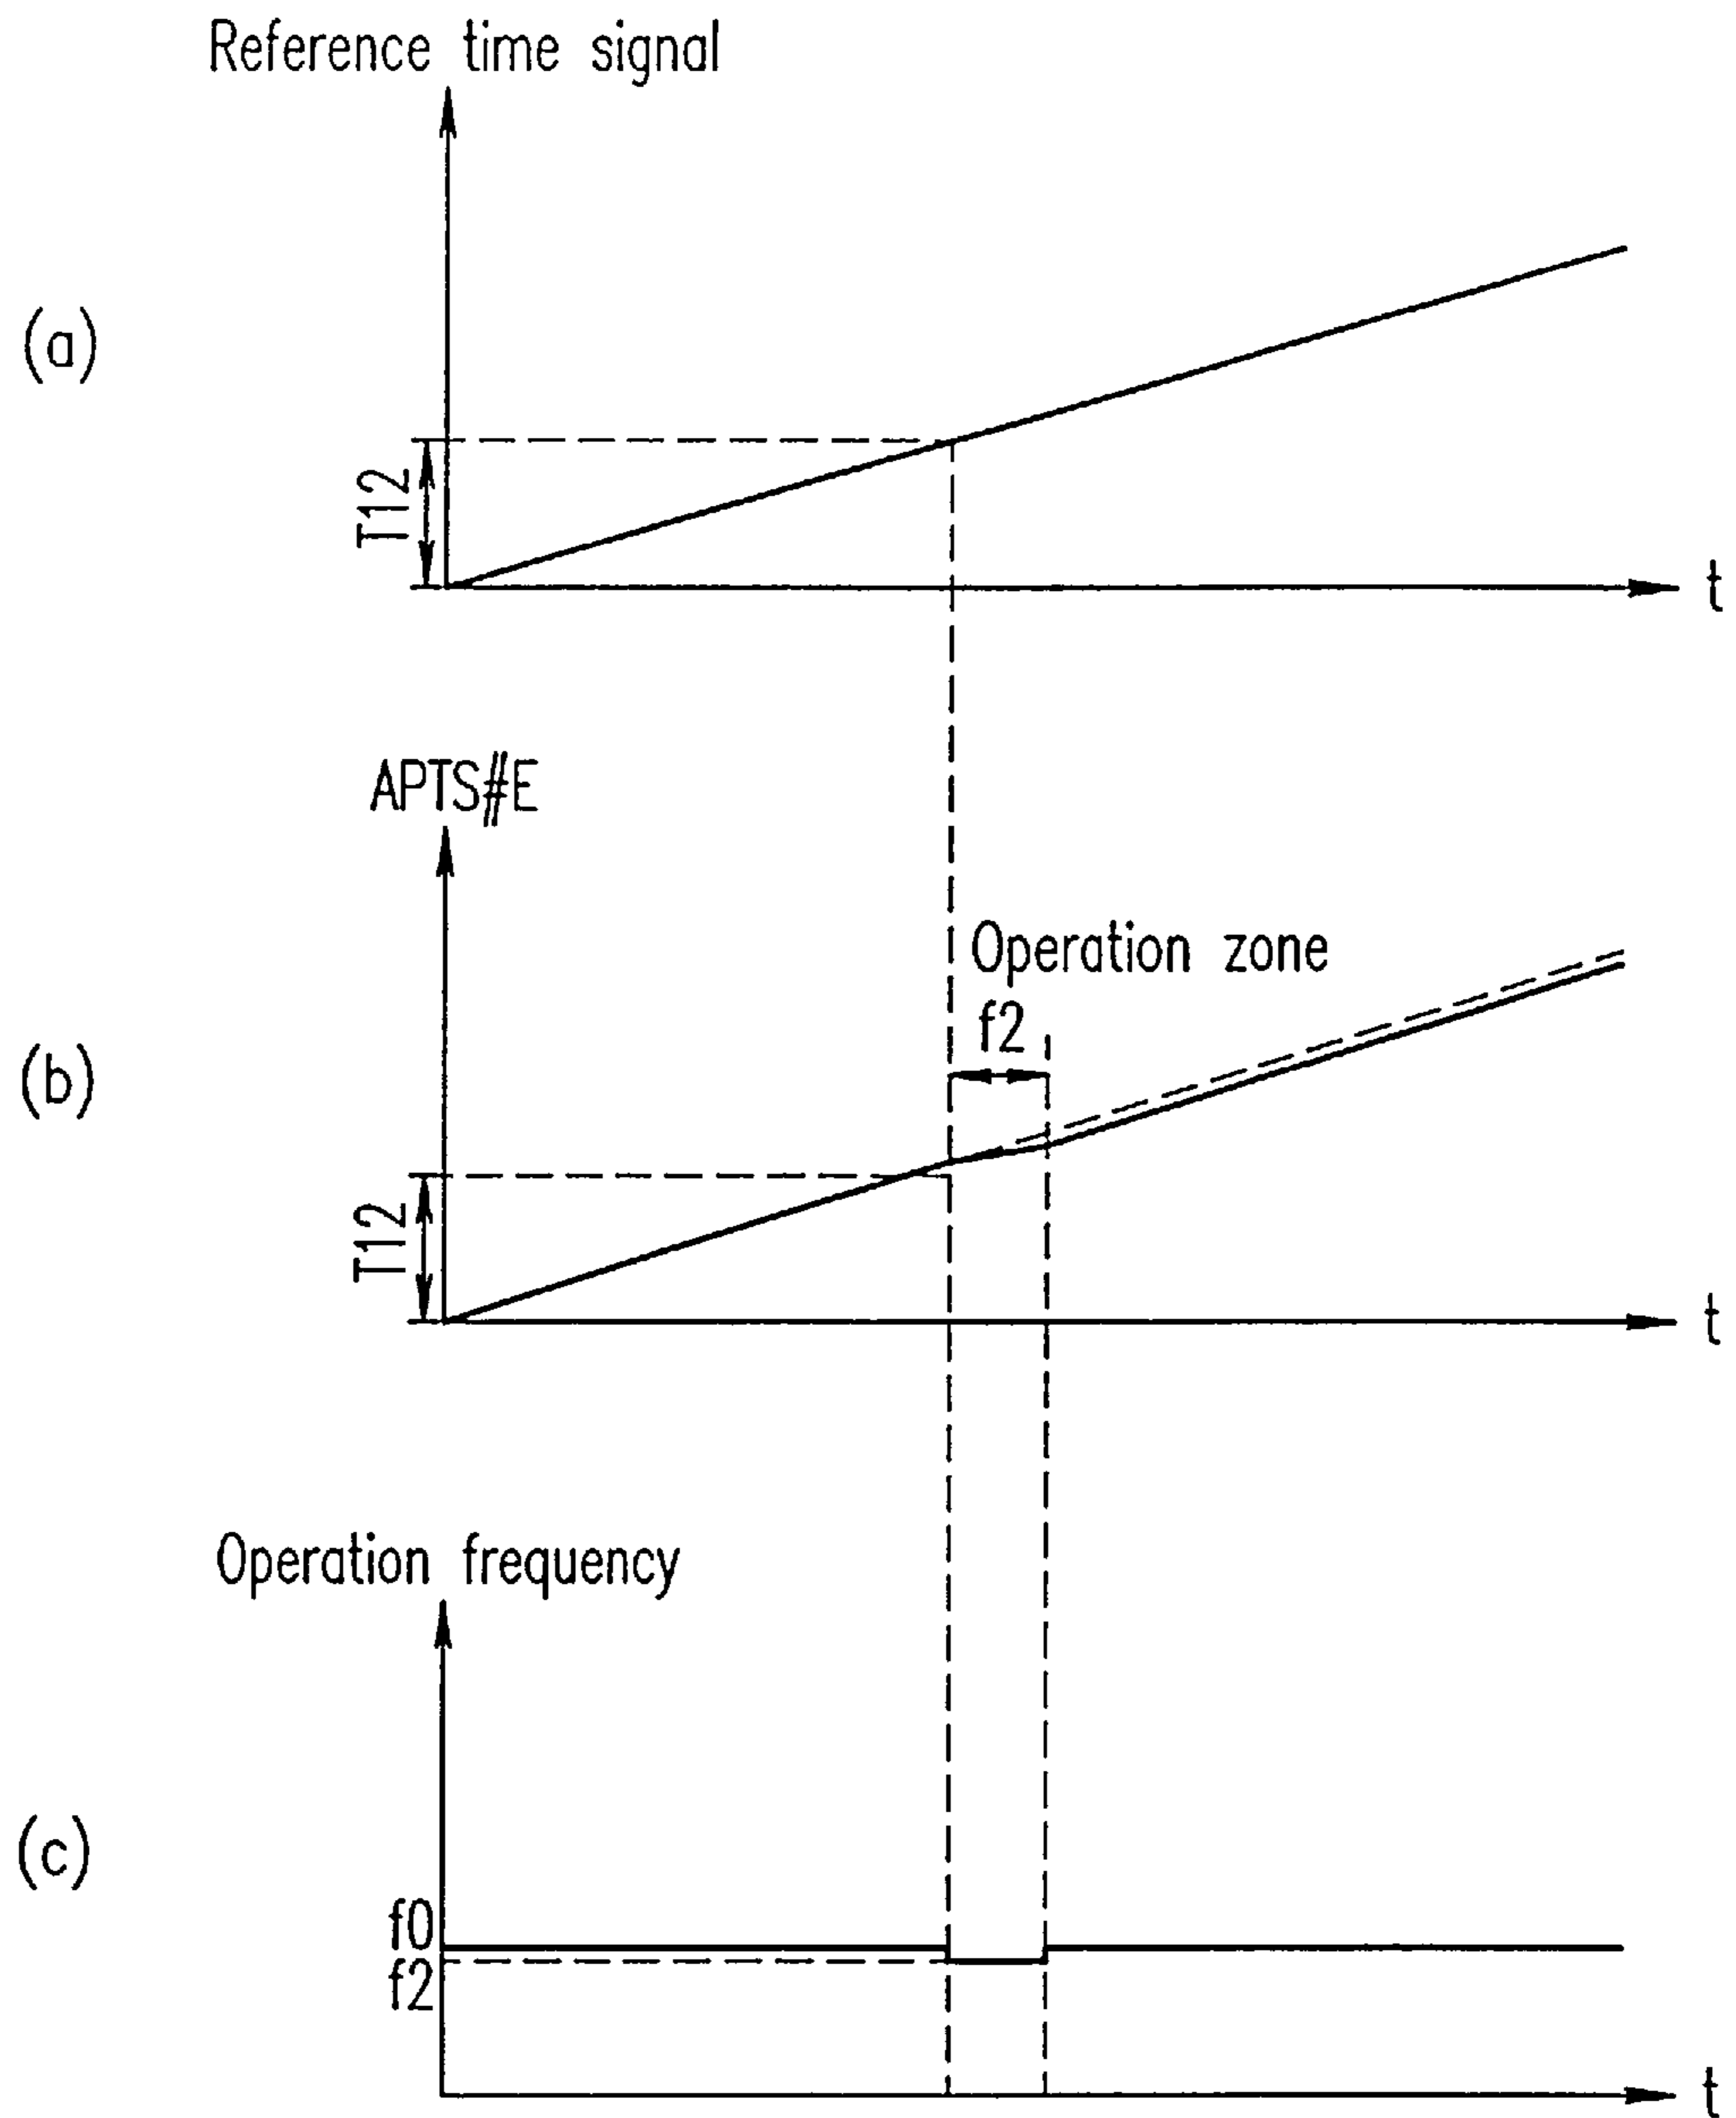 Reference time signal
(a)
T12
t
APTS#E
Operation zone
f2
(b)
T12
t
Operation frequency
(c)
f0
f2
t